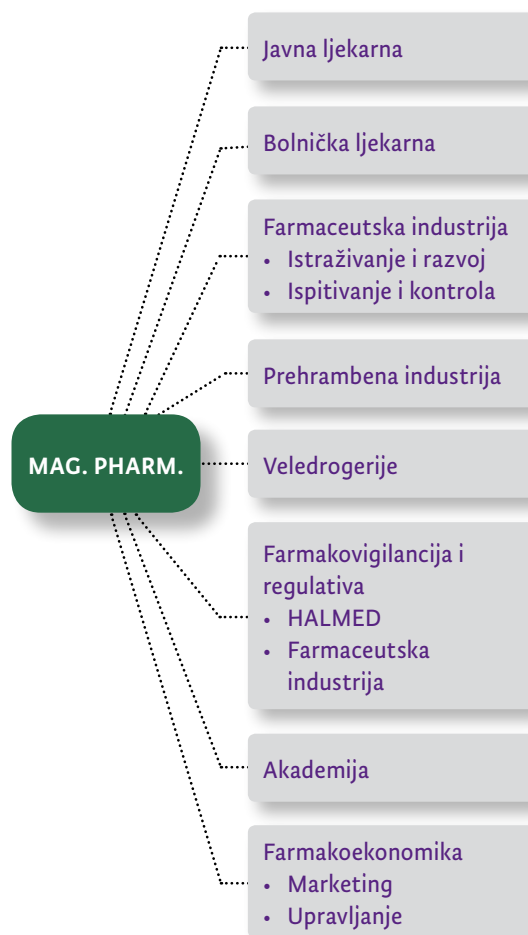 Javna ljekarna
Bolnička ljekarna
Farmaceutska industrija
• Istraživanje i razvoj
• Ispitivanje i kontrola
Prehrambena industrija
MAG. PHARM.
Veledrogerije
Farmakovigilancija i
regulativa
• HALMED
• Farmaceutska
industrija
Akademija
Farmakoekonomika
• Marketing
• Upravljanje